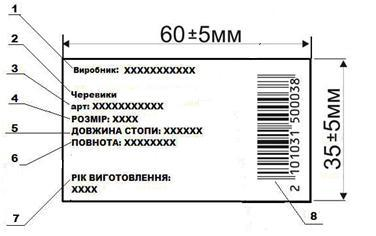 1
2
3
4
5
6
7
8
60±5мм
35±5мм
Виробник: XXXXXXXXXXX
Черевики
арт: XXXXXXXXXXX
РОЗМІР: XXXX
ДОВЖИНА СТОПИ: XXXXXX
ПОВНОТА: XXXXXXXX
РІК ВИГОТОВЛЕННЯ:
XXXX
2 101031 500038